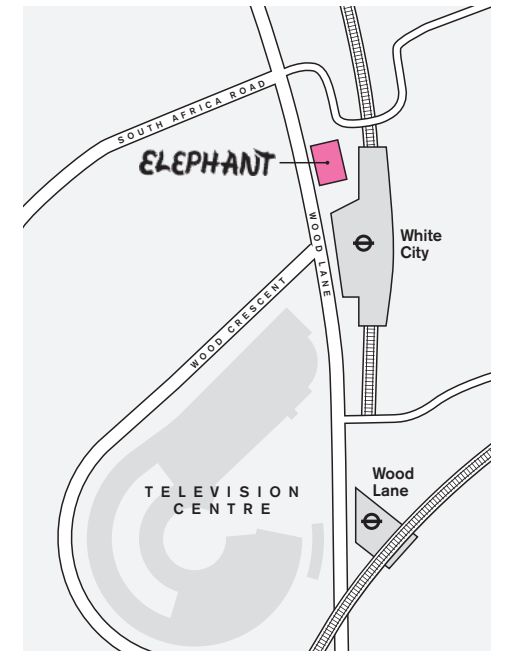 SOUTH AFRICA ROAD
ELEPHANT
WOOD LANE
White
City
WOOD CRESCENT
Wood
Lane
TELEVISION
CENTRE